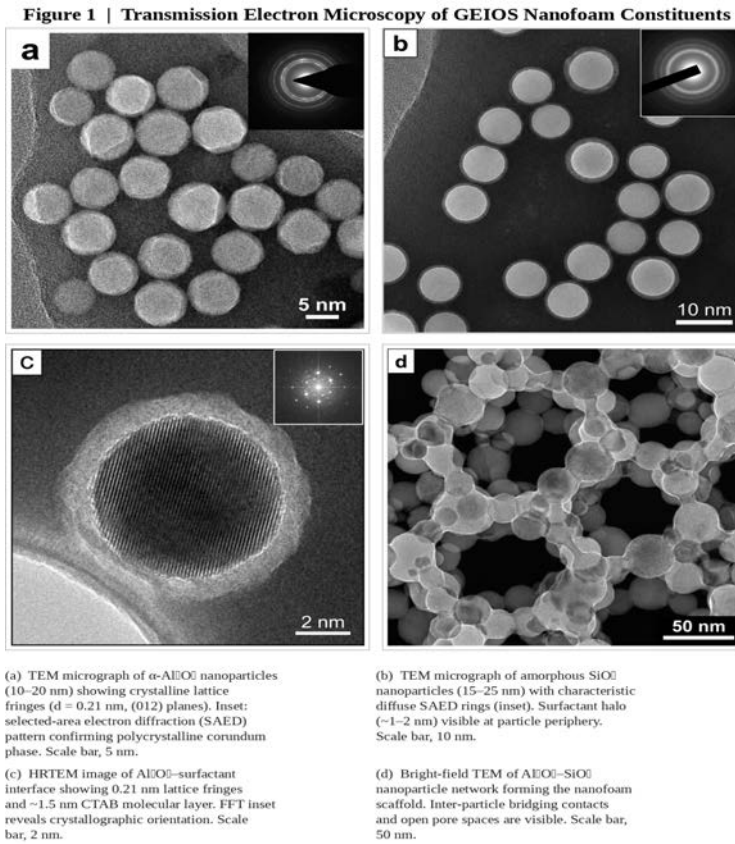 Figure 1 | Transmission Electron Microscopy of GEIOS Nanofoam Constituents
a
5 nm
b
10 nm
c
2 nm
d
50 nm
(a) TEM micrograph of α-Al▯O▯ nanoparticles
(10–20 nm) showing crystalline lattice
fringes (d = 0.21 nm, (012) planes). Inset:
selected-area electron diffraction (SAED)
pattern confirming polycrystalline corundum
phase. Scale bar, 5 nm.
(b) TEM micrograph of amorphous SiO▯
nanoparticles (15–25 nm) with characteristic
diffuse SAED rings (inset). Surfactant halo
(~1–2 nm) visible at particle periphery.
Scale bar, 10 nm.
(c) HRTEM image of Al▯O▯–surfactant
interface showing 0.21 nm lattice fringes
and ~1.5 nm CTAB molecular layer. FFT inset
reveals crystallographic orientation. Scale
bar, 2 nm.
(d) Bright-field TEM of Al▯O▯–SiO▯
nanoparticle network forming the nanofoam
scaffold. Inter-particle bridging contacts
and open pore spaces are visible. Scale bar,
50 nm.